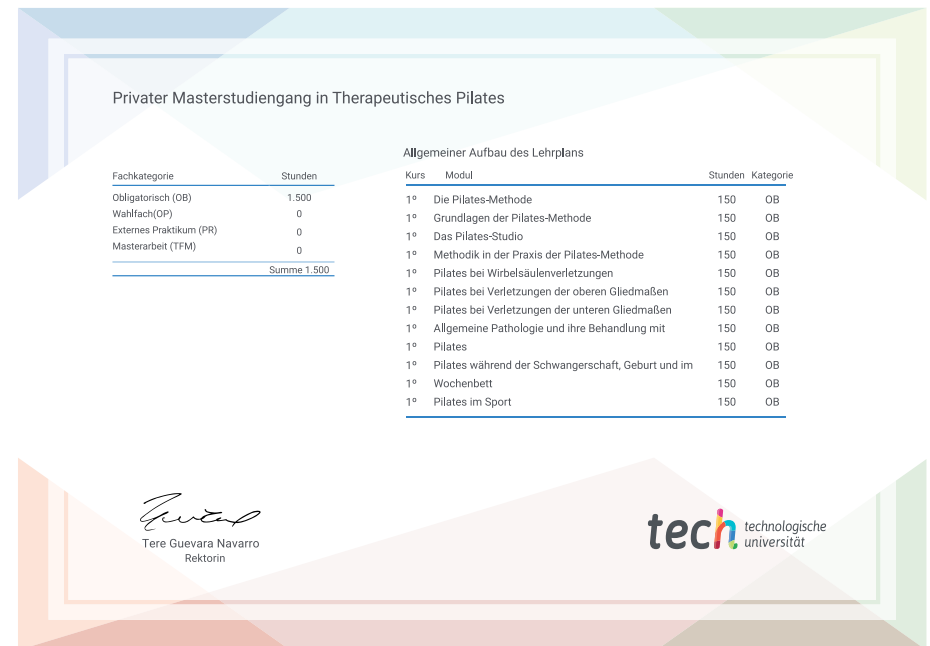 Privater Masterstudiengang in Therapeutisches Pilates
Fachkategorie Stunden
Obligatorisch (OB) 1.500
Wahlfach(OP) 0
Externes Praktikum (PR) 0
Masterarbeit (TFM) 0
Summe 1.500
Allgemeiner Aufbau des Lehrplans
Kurs Modul Stunden Kategorie
1º Die Pilates-Methode 150 OB
1º Grundlagen der Pilates-Methode 150 OB
1º Das Pilates-Studio 150 OB
1º Methodik in der Praxis der Pilates-Methode 150 OB
1º Pilates bei Wirbelsäulenverletzungen 150 OB
1º Pilates bei Verletzungen der oberen Gliedmaßen 150 OB
1º Pilates bei Verletzungen der unteren Gliedmaßen 150 OB
1º Allgemeine Pathologie und ihre Behandlung mit 150 OB
1º Pilates 150 OB
1º Pilates während der Schwangerschaft, Geburt und im 150 OB
1º Wochenbett 150 OB
1º Pilates im Sport 150 OB
Tere Guevara Navarro
Rektorin
tech technologische
universität